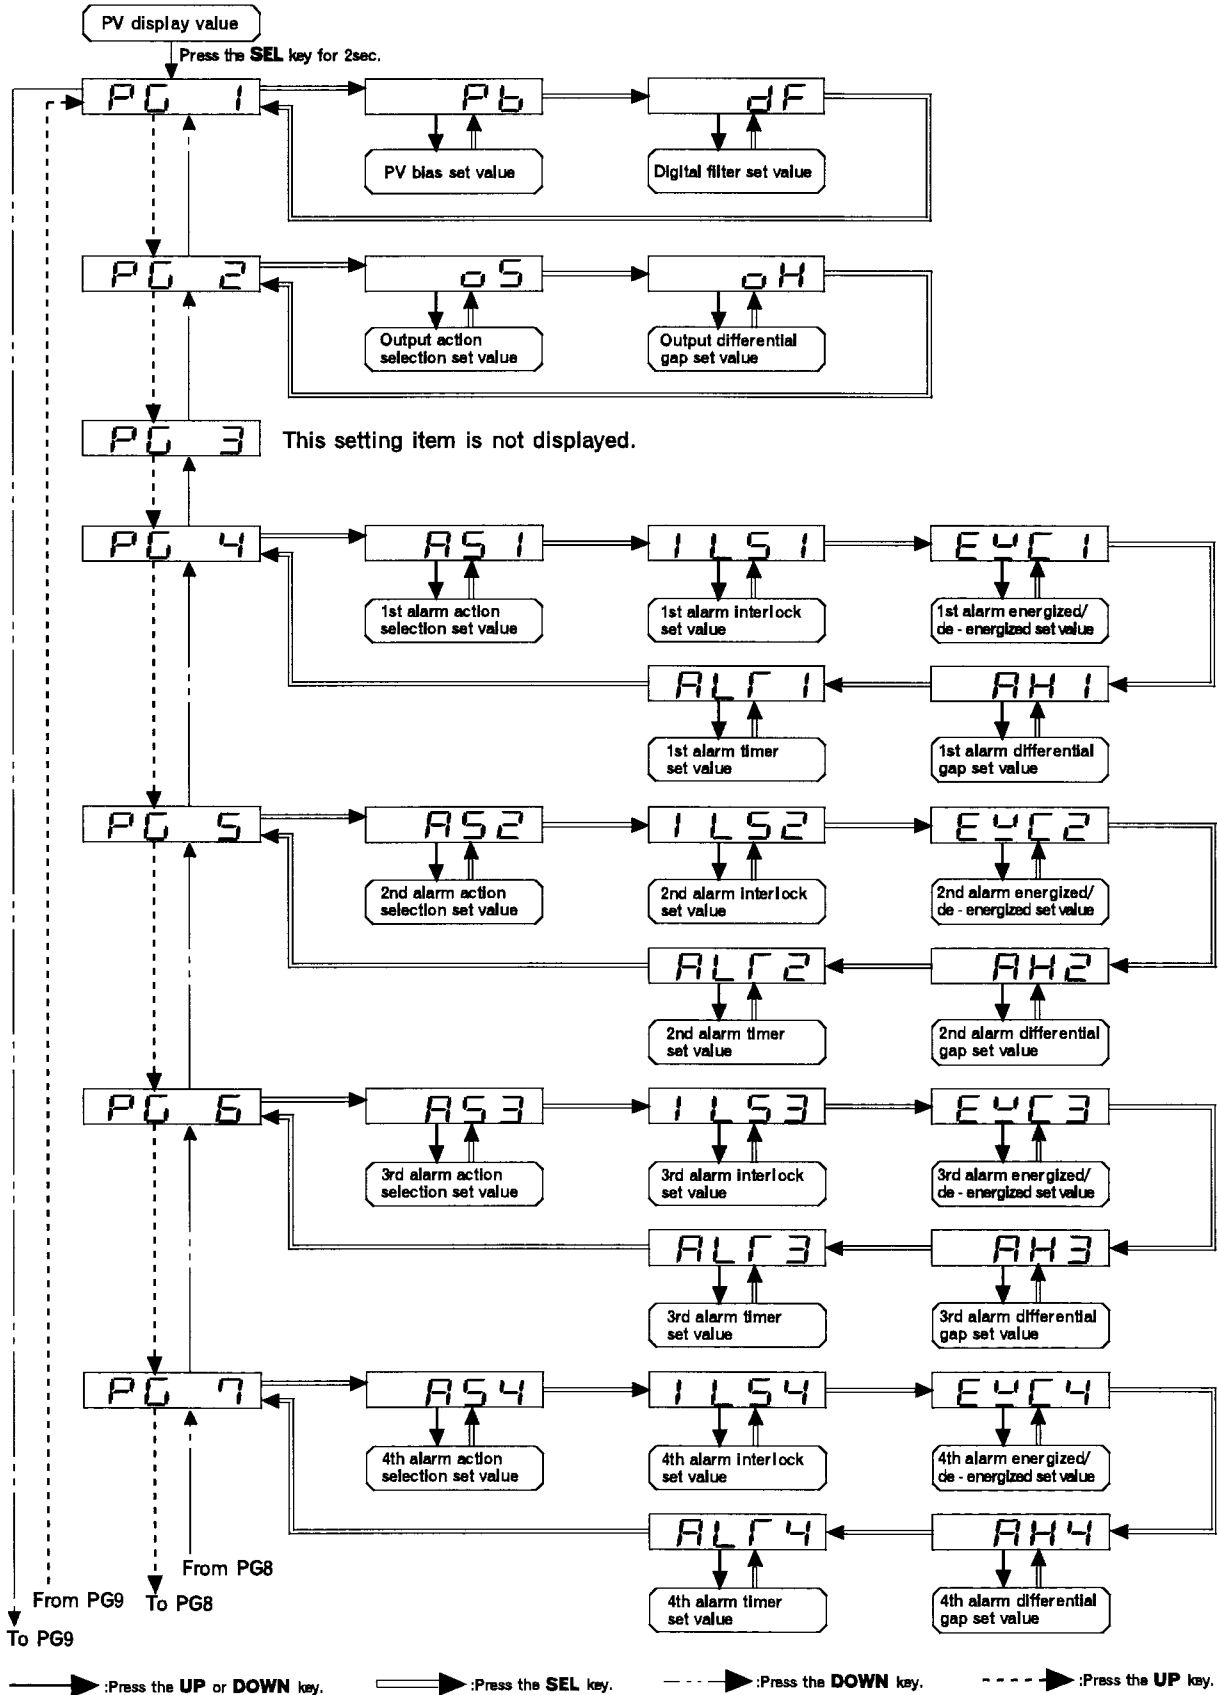 PV display value
Press the SEL key for 2sec.
PG 1
Pb
dF
PV bias set value
Digital filter set value
PG 2
oS
oH
Output action
selection set value
Output differential
gap set value
PG 3
This setting item is not displayed.
PG 4
AS1
ILS1
EXC1
1st alarm action
selection set value
1st alarm interlock
set value
1st alarm energized/
de - energized set value
ALT1
AH1
1st alarm timer
set value
1st alarm differential
gap set value
PG 5
AS2
ILS2
EXC2
2nd alarm action
selection set value
2nd alarm interlock
set value
2nd alarm energized/
de - energized set value
ALT2
AH2
2nd alarm timer
set value
2nd alarm differential
gap set value
PG 6
AS3
ILS3
EXC3
3rd alarm action
selection set value
3rd alarm interlock
set value
3rd alarm energized/
de - energized set value
ALT3
AH3
3rd alarm timer
set value
3rd alarm differential
gap set value
PG 7
AS4
ILS4
EXC4
4th alarm action
selection set value
4th alarm interlock
set value
4th alarm energized/
de - energized set value
ALT4
AH4
From PG8
4th alarm timer
set value
4th alarm differential
gap set value
From PG9
To PG8
To PG9
:Press the UP or DOWN key.
:Press the SEL key.
:Press the DOWN key.
:Press the UP key.